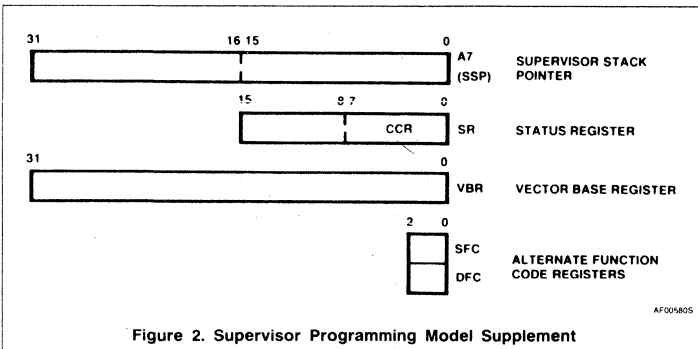 31 16 15 0
A7
(SSP)
SUPERVISOR STACK
POINTER
15 8 7 0
CCR
SR
STATUS REGISTER
31 0
VBR
VECTOR BASE REGISTER
2 0
SFC
DFC
ALTERNATE FUNCTION
CODE REGISTERS
AF00580S
Figure 2. Supervisor Programming Model Supplement